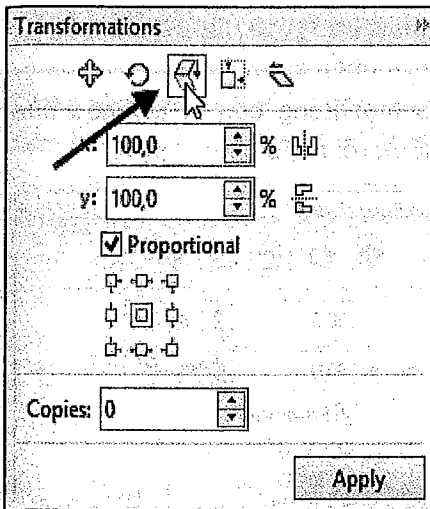 Transformations
x: 100,0 %
y: 100,0 %
Proportional
Copies: 0
Apply